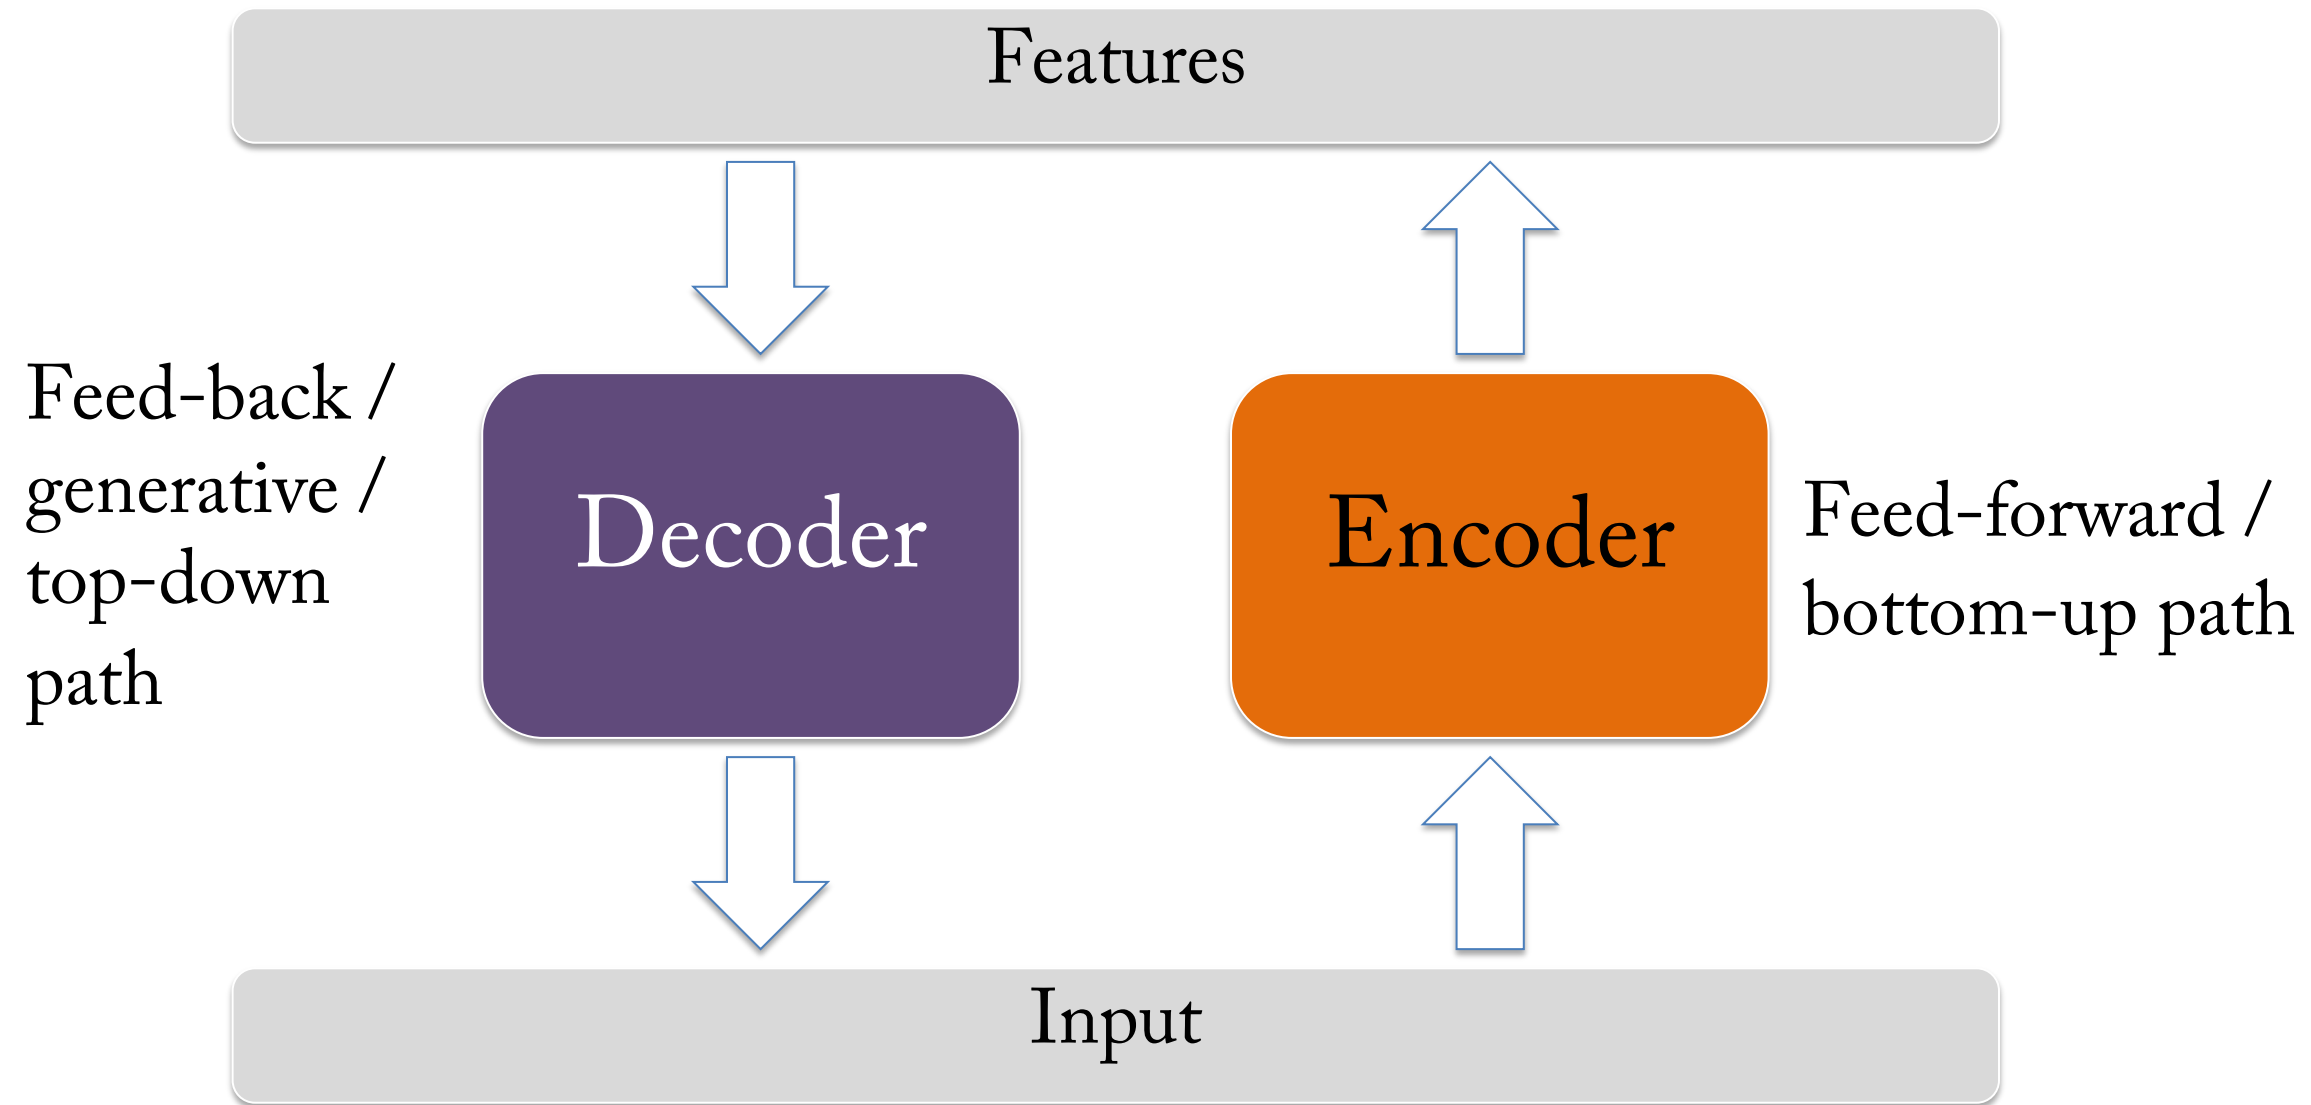 Features
Feed-back /
generative /
top-down
path
Decoder
Encoder
Feed-forward /
bottom-up path
Input